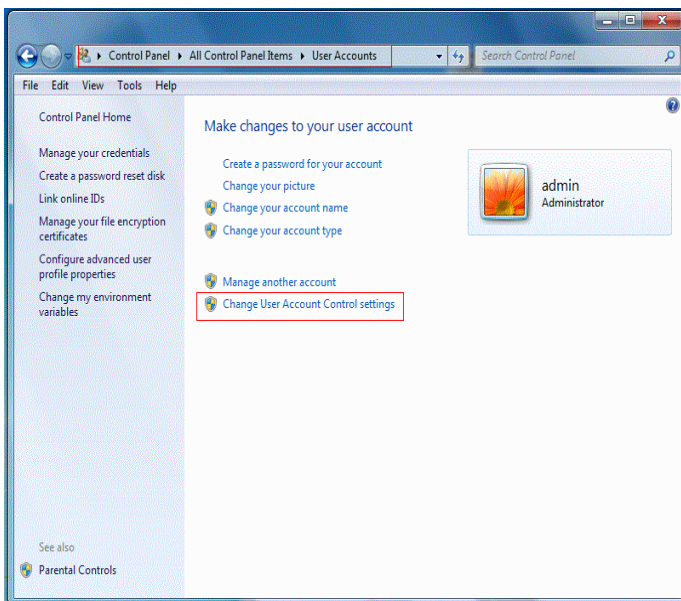 Control Panel ▸ All Control Panel Items ▸ User Accounts
Search Control Panel
File Edit View Tools Help
Control Panel Home
Manage your credentials
Create a password reset disk
Link online IDs
Manage your file encryption
certificates
Configure advanced user
profile properties
Change my environment
variables
Make changes to your user account
Create a password for your account
Change your picture
Change your account name
Change your account type
Manage another account
Change User Account Control settings
admin
Administrator
See also
Parental Controls